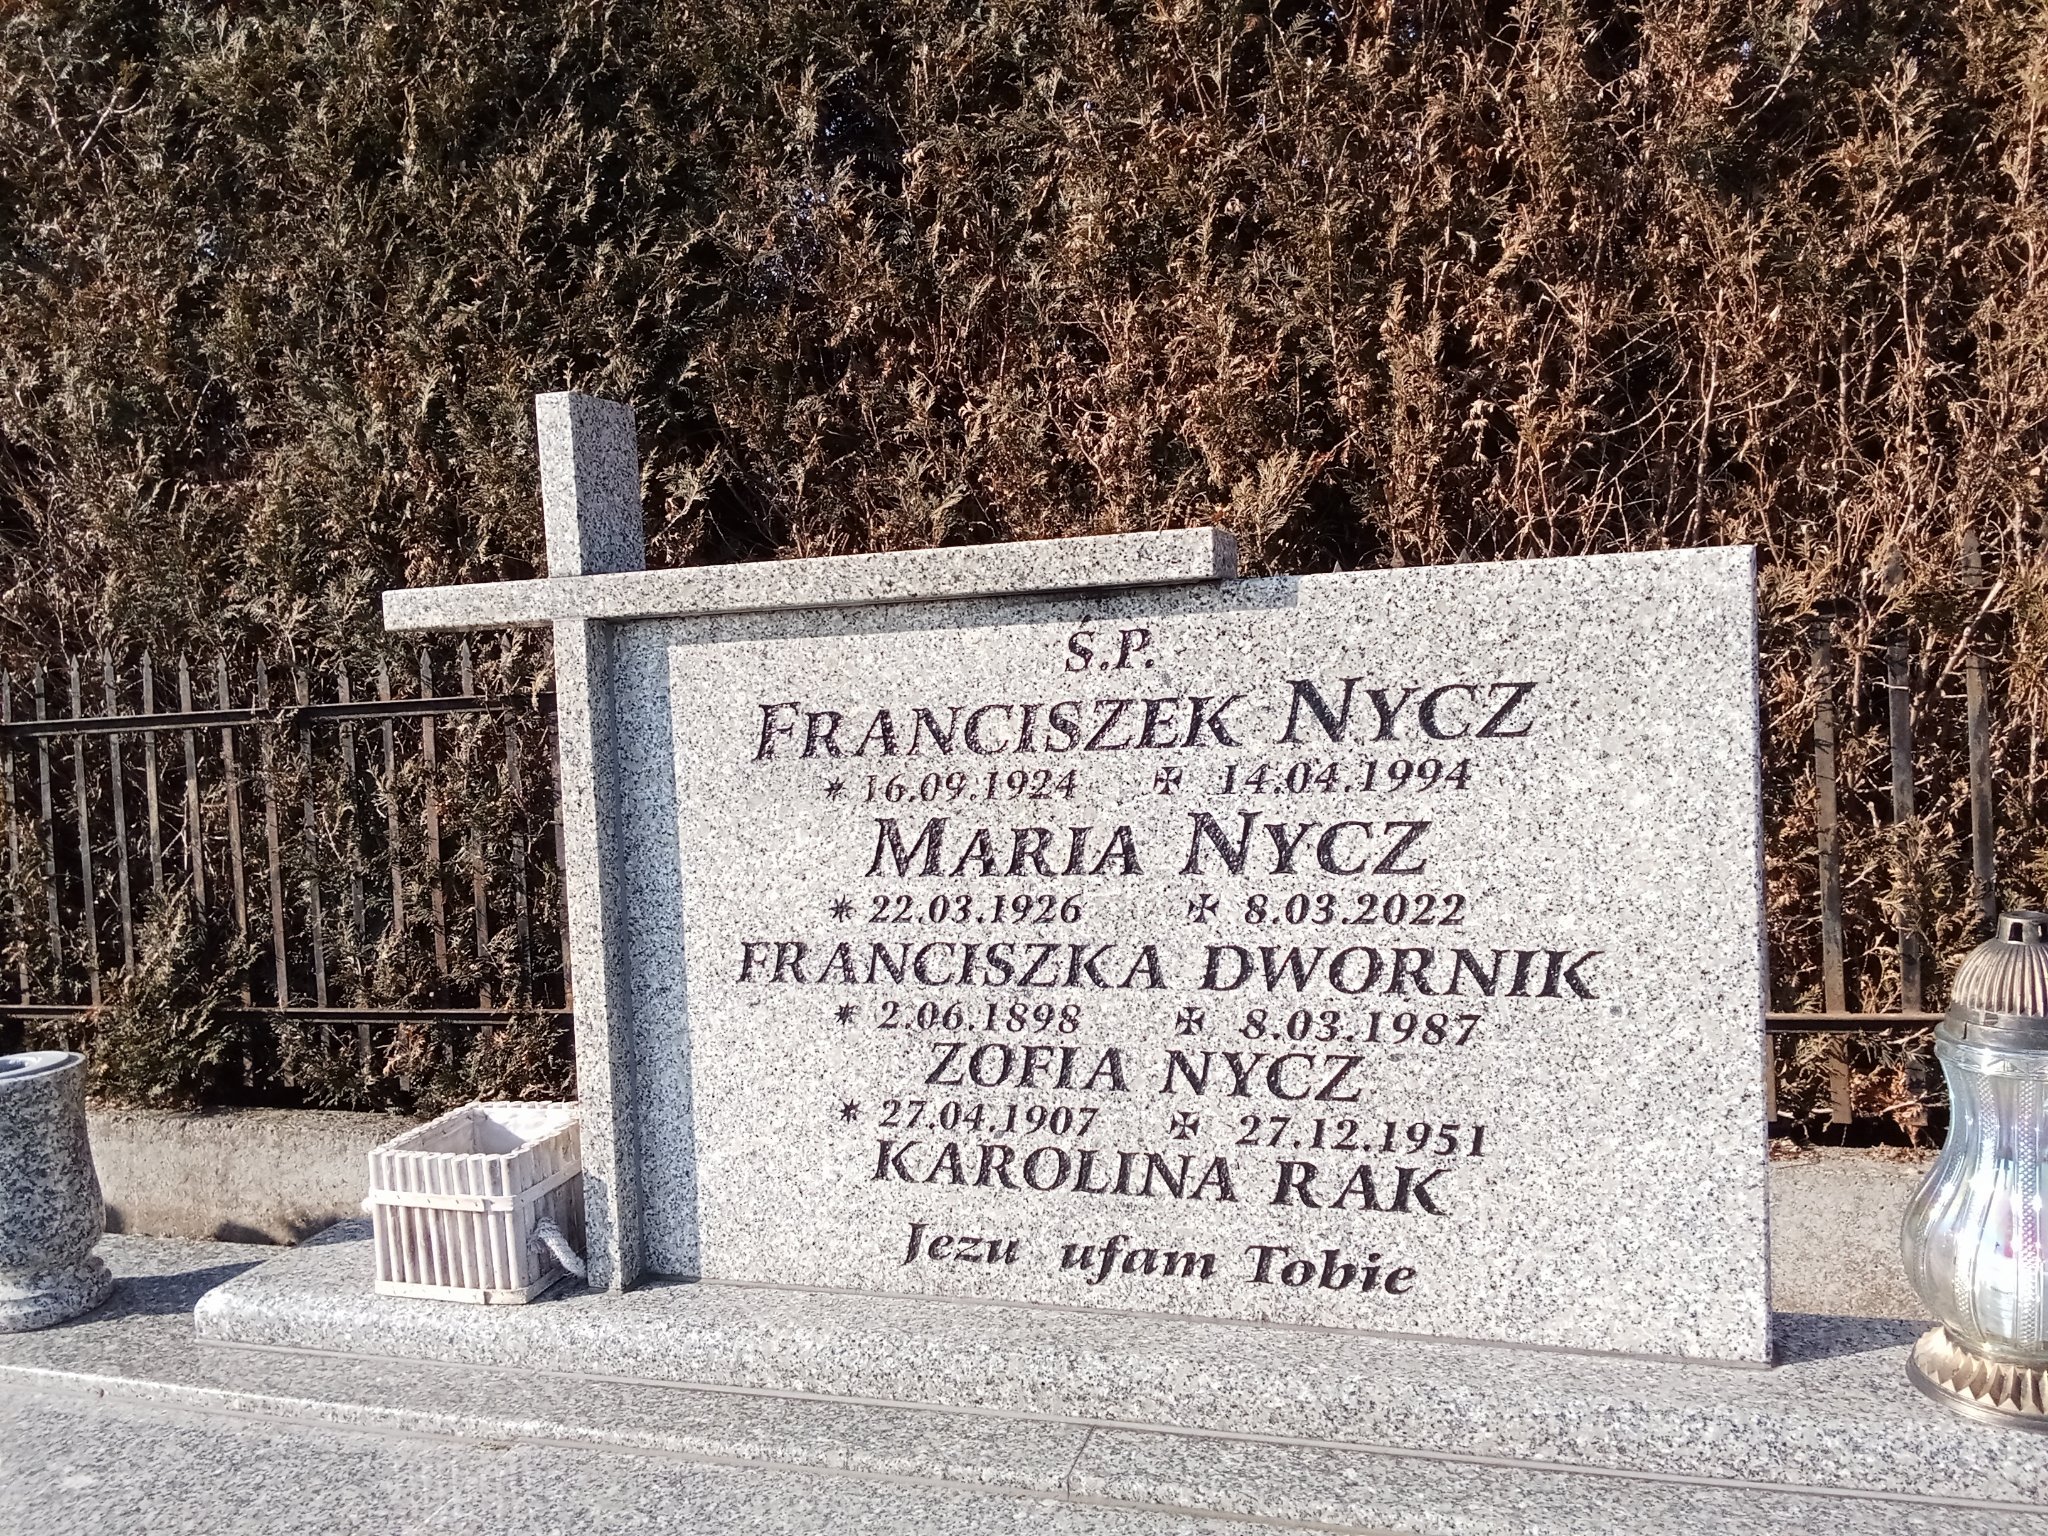 Ś.P.
FRANCISZEK NYCZ
* 16.09.1924 ✠ 14.04.1994
MARIA NYCZ
* 22.03.1926 ✠ 8.03.2022
FRANCISZKA DWORNIK
* 2.06.1898 ✠ 8.03.1987
ZOFIA NYCZ
* 27.04.1907 ✠ 27.12.1951
KAROLINA RAK
Jezu ufam Tobie